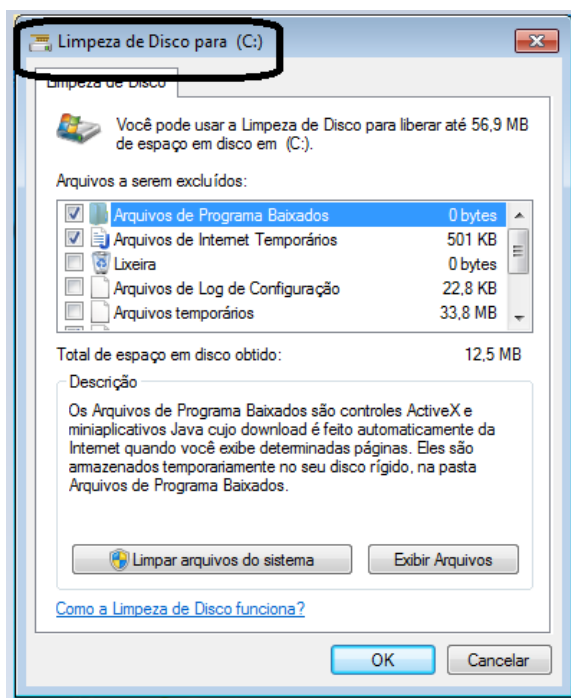 Limpeza de Disco para (C:)
Limpeza de Disco
Você pode usar a Limpeza de Disco para liberar até 56,9 MB
de espaço em disco em (C:).
Arquivos a serem excluídos:
Arquivos de Programa Baixados 0 bytes
Arquivos de Internet Temporários 501 KB
Lixeira 0 bytes
Arquivos de Log de Configuração 22,8 KB
Arquivos temporários 33,8 MB
Total de espaço em disco obtido: 12,5 MB
Descrição
Os Arquivos de Programa Baixados são controles ActiveX e
miniaplicativos Java cujo download é feito automaticamente da
Internet quando você exibe determinadas páginas. Eles são
armazenados temporariamente no seu disco rígido, na pasta
Arquivos de Programa Baixados.
Limpar arquivos do sistema Exibir Arquivos
Como a Limpeza de Disco funciona?
OK Cancelar